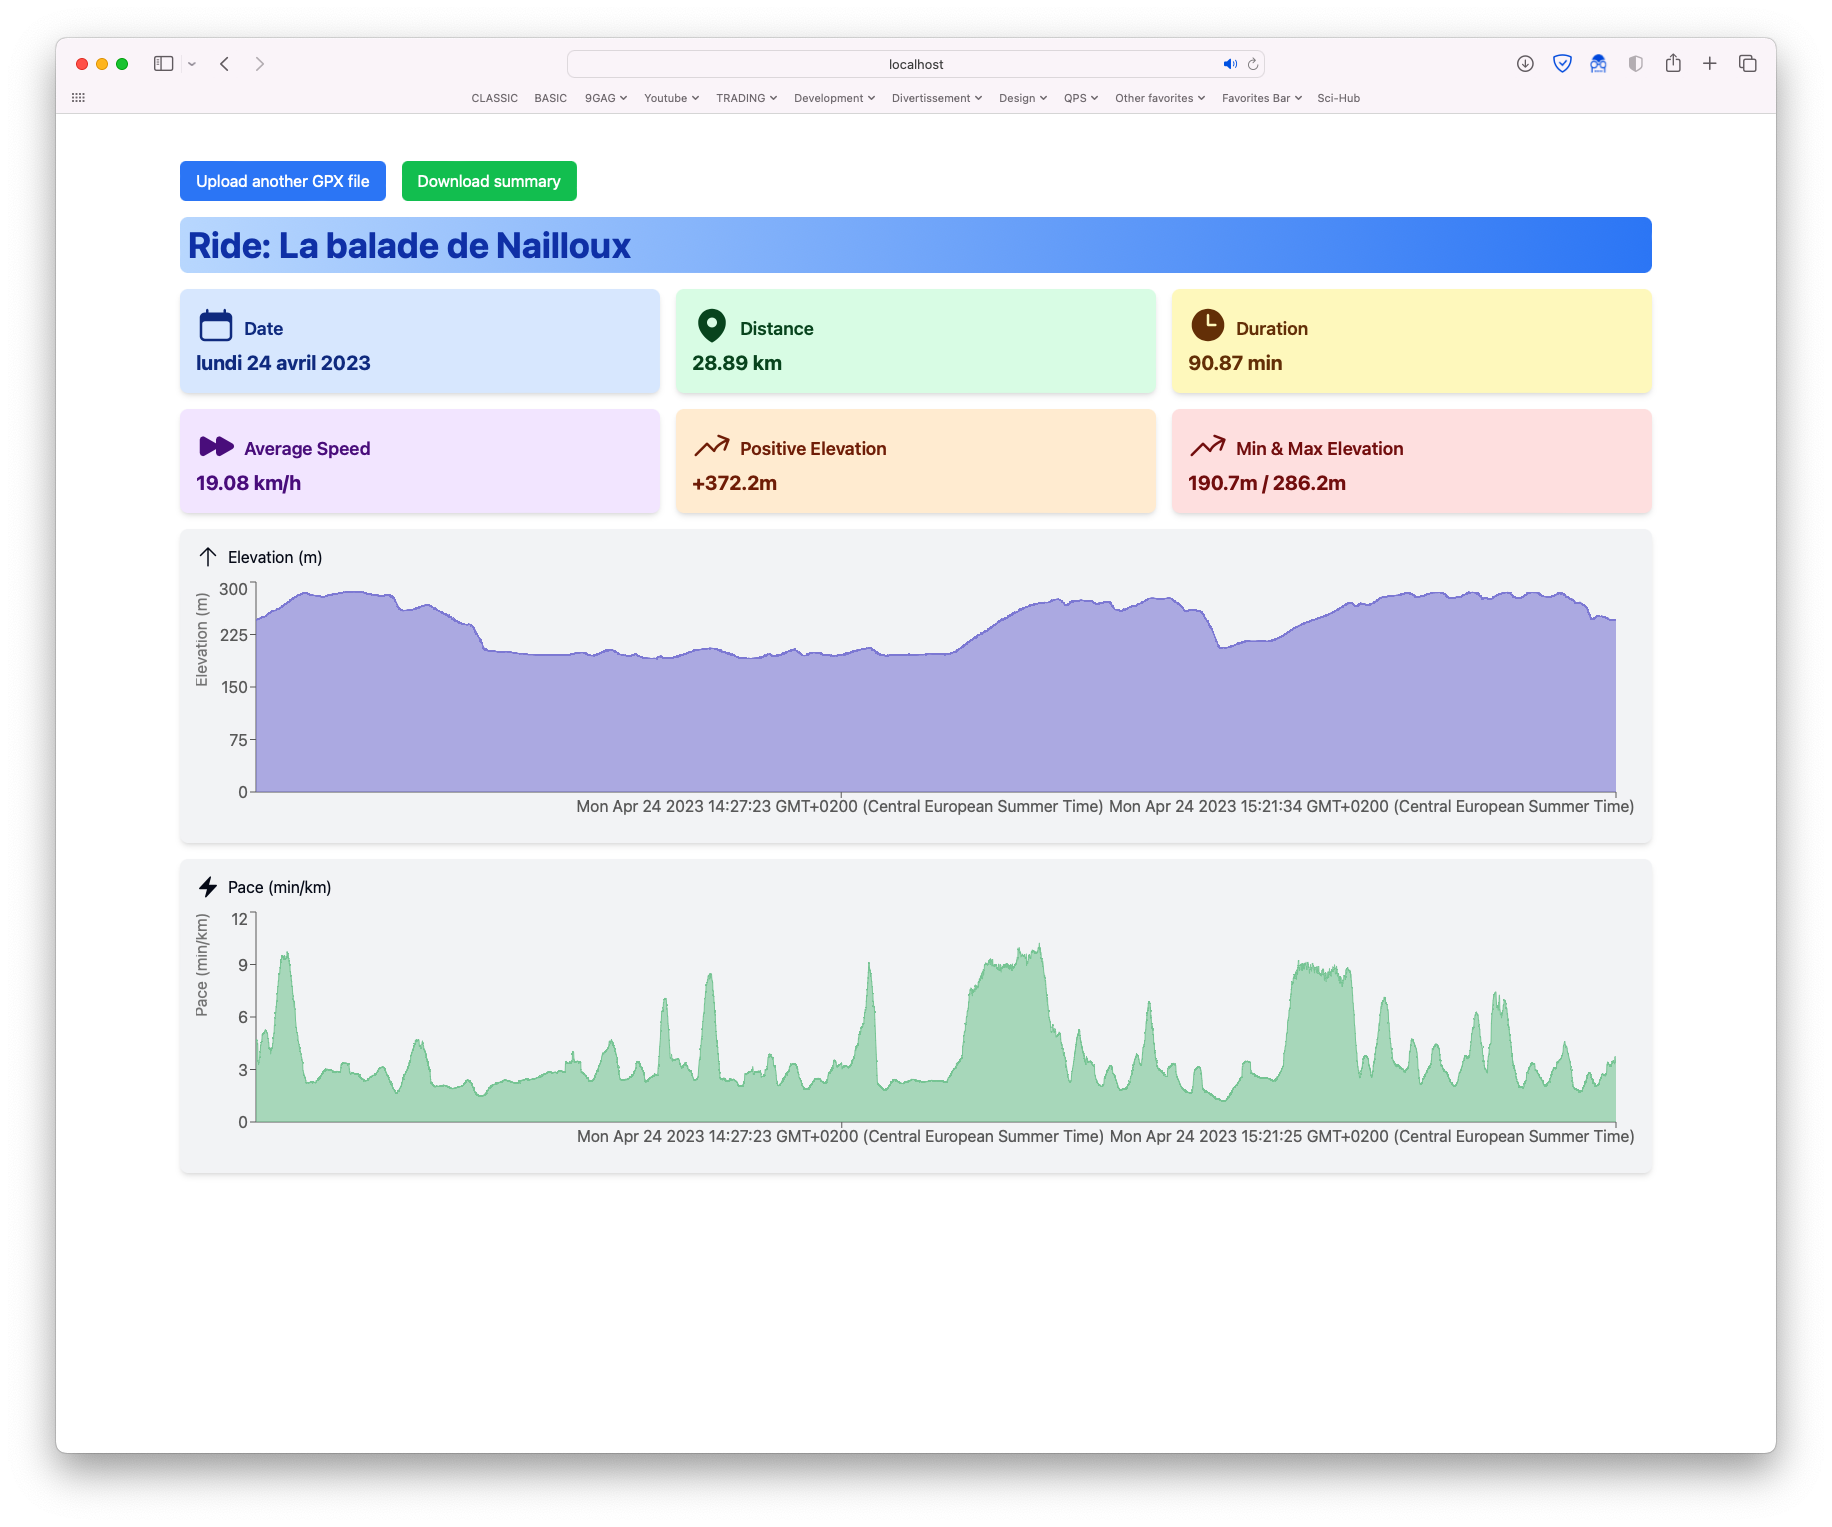 localhost
CLASSIC BASIC 9GAG Youtube TRADING Development Divertissement Design QPS Other favorites Favorites Bar Sci-Hub
Upload another GPX file Download summary
Ride: La balade de Nailloux
Date
lundi 24 avril 2023
Distance
28.89 km
Duration
90.87 min
Average Speed
19.08 km/h
Positive Elevation
+372.2m
Min & Max Elevation
190.7m / 286.2m
Elevation (m)
Elevation (m)
300
225
150
75
0
Mon Apr 24 2023 14:27:23 GMT+0200 (Central European Summer Time) Mon Apr 24 2023 15:21:34 GMT+0200 (Central European Summer Time)
Pace (min/km)
Pace (min/km)
12
9
6
3
0
Mon Apr 24 2023 14:27:23 GMT+0200 (Central European Summer Time) Mon Apr 24 2023 15:21:25 GMT+0200 (Central European Summer Time)